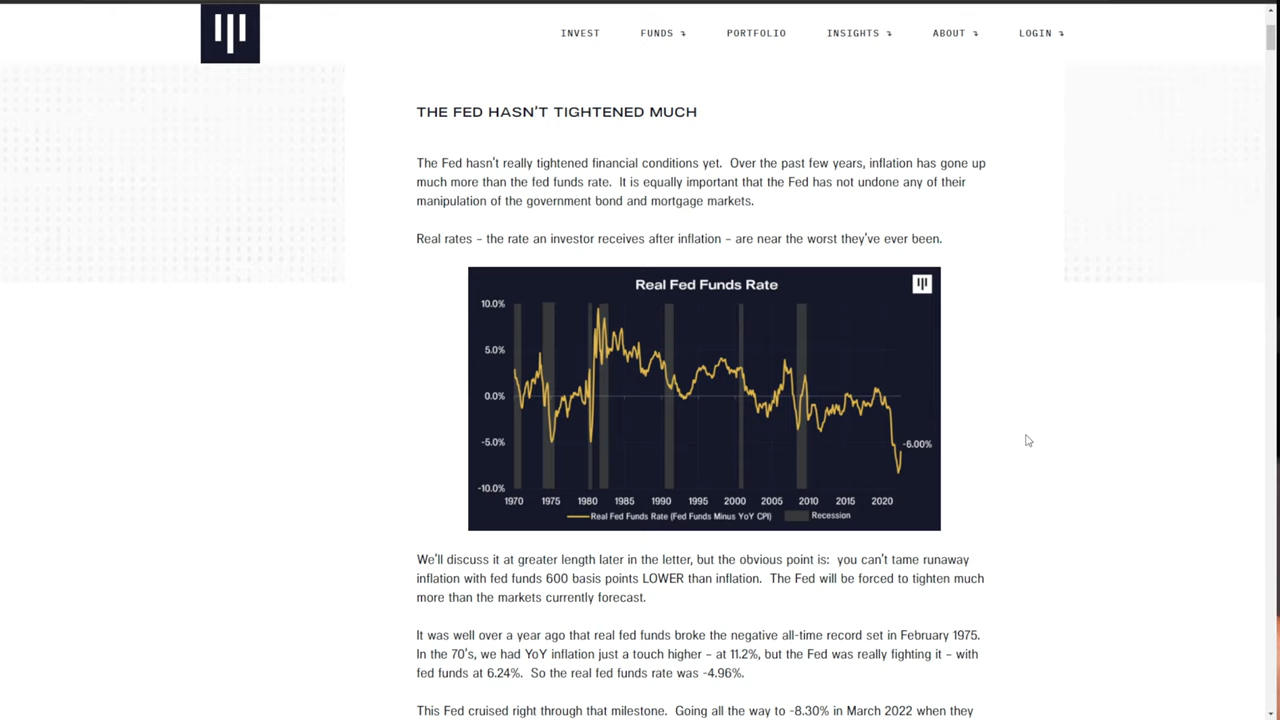 INVEST FUNDS PORTFOLIO INSIGHTS ABOUT LOGIN
THE FED HASN'T TIGHTENED MUCH
The Fed hasn't really tightened financial conditions yet. Over the past few years, inflation has gone up
much more than the fed funds rate. It is equally important that the Fed has not undone any of their
manipulation of the government bond and mortgage markets.
Real rates – the rate an investor receives after inflation – are near the worst they've ever been.
Real Fed Funds Rate
10.0%
5.0%
0.0%
-5.0%
-10.0%
-6.00%
1970 1975 1980 1985 1990 1995 2000 2005 2010 2015 2020
Real Fed Funds Rate (Fed Funds Minus YoY CPI) Recession
We'll discuss it at greater length later in the letter, but the obvious point is: you can't tame runaway
inflation with fed funds 600 basis points LOWER than inflation. The Fed will be forced to tighten much
more than the markets currently forecast.
It was well over a year ago that real fed funds broke the negative all-time record set in February 1975.
In the 70's, we had YoY inflation just a touch higher – at 11.2%, but the Fed was really fighting it – with
fed funds at 6.24%. So the real fed funds rate was -4.96%.
This Fed cruised right through that milestone. Going all the way to -8.30% in March 2022 when they